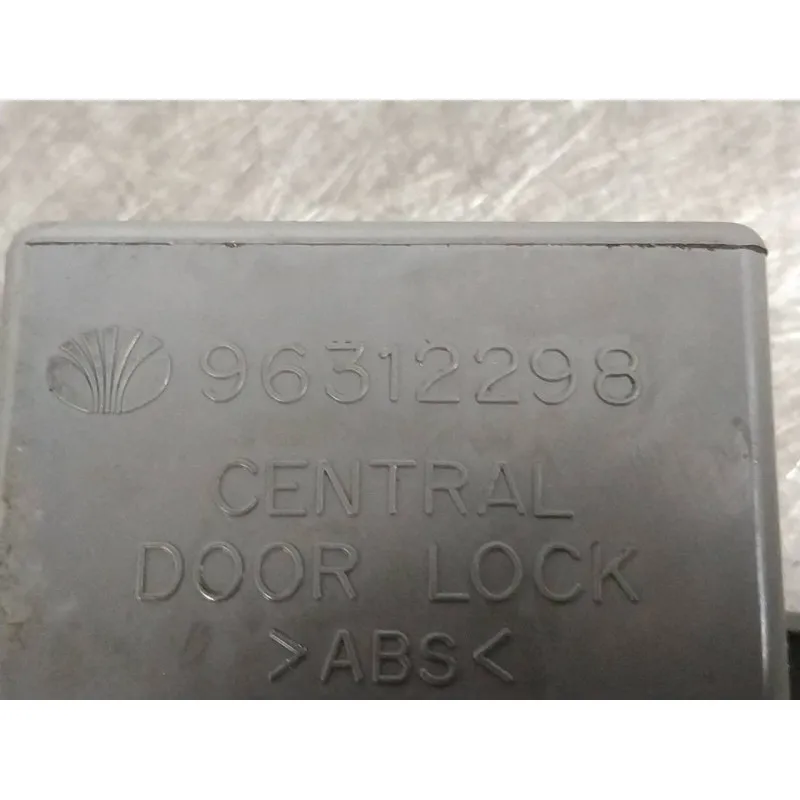 96312298
CENTRAL
DOOR LOCK
>ABS<